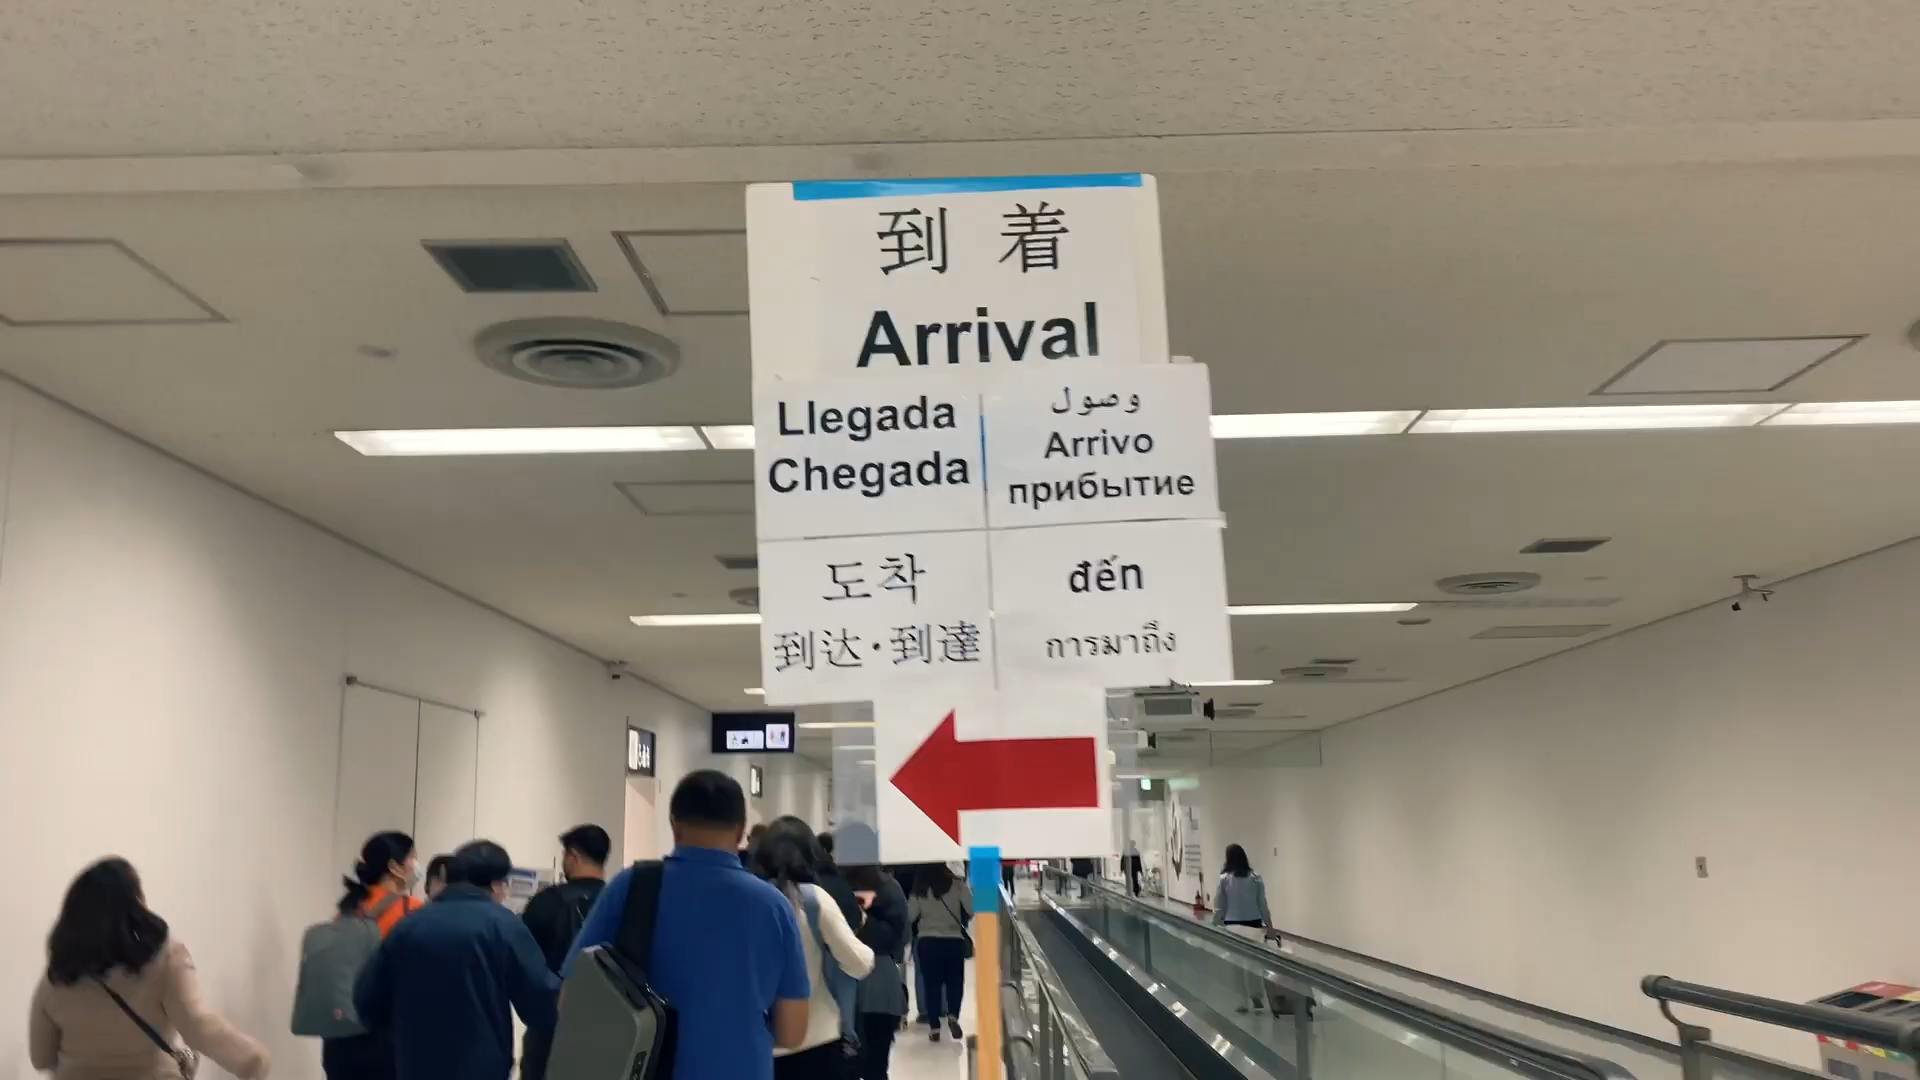 到着
Arrival
Llegada
Chegada
وصول
Arrivo
прибытие
도착
到达·到達
đến
การมาถึง